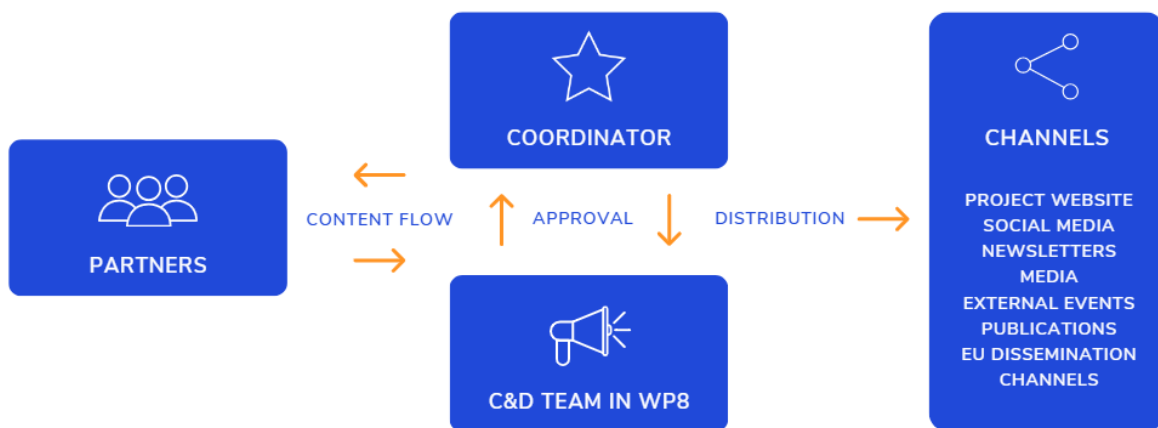 COORDINATOR
CHANNELS
PARTNERS
CONTENT FLOW
APPROVAL
DISTRIBUTION
PROJECT WEBSITE
SOCIAL MEDIA
NEWSLETTERS
MEDIA
EXTERNAL EVENTS
PUBLICATIONS
EU DISSEMINATION
CHANNELS
C&D TEAM IN WP8